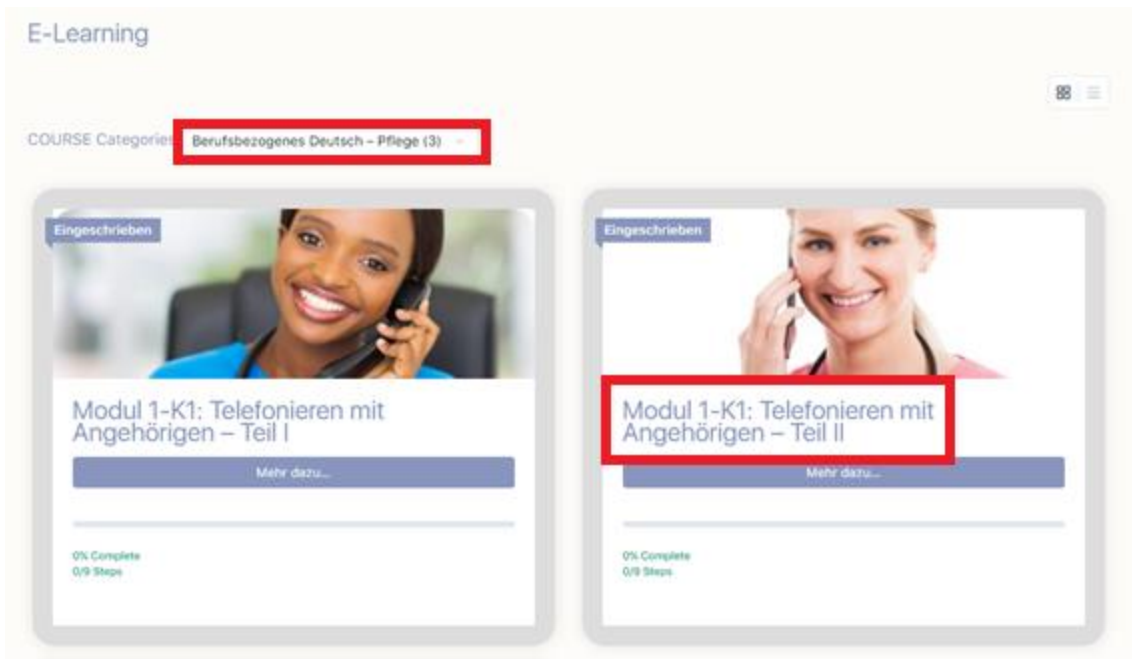 E-Learning
COURSE Categories Berufsbezogenes Deutsch – Pflege (3)
Eingeschrieben
Modul 1-K1: Telefonieren mit
Angehörigen – Teil I
Mehr dazu...
0% Complete
0/9 Steps
Eingeschrieben
Modul 1-K1: Telefonieren mit
Angehörigen – Teil II
Mehr dazu...
0% Complete
0/9 Steps